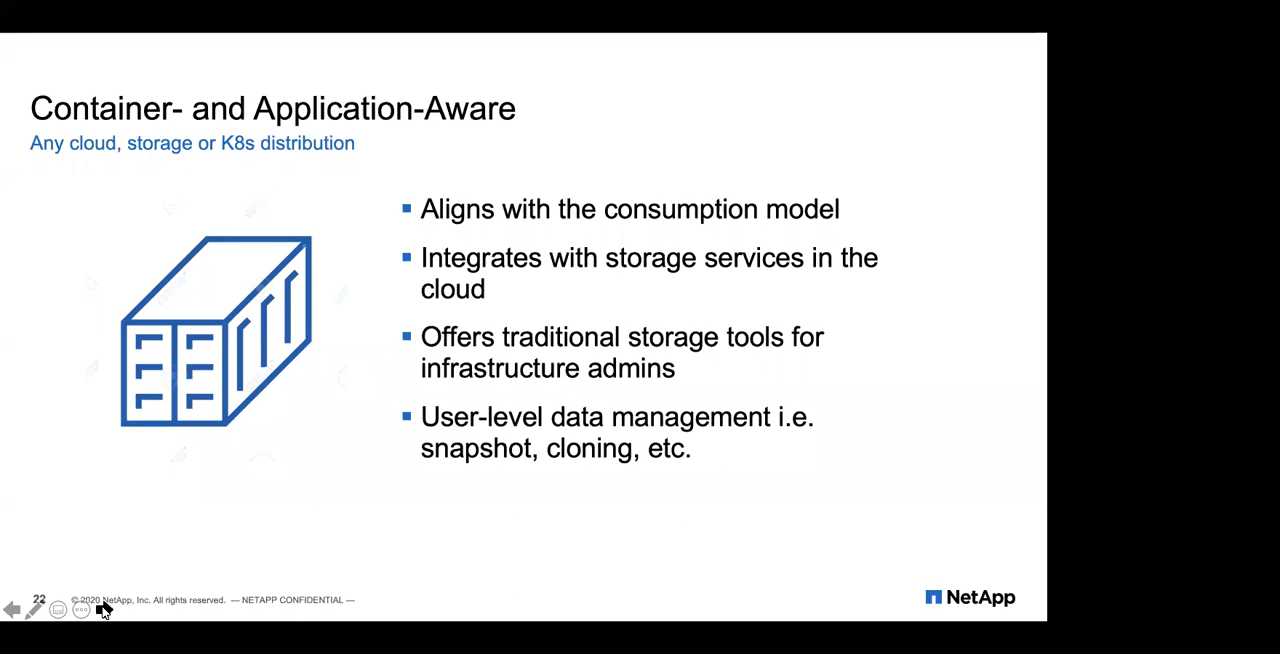 Container- and Application-Aware
Any cloud, storage or K8s distribution
▪ Aligns with the consumption model
▪ Integrates with storage services in the
cloud
▪ Offers traditional storage tools for
infrastructure admins
▪ User-level data management i.e.
snapshot, cloning, etc.
22 © 2020 NetApp, Inc. All rights reserved. — NETAPP CONFIDENTIAL —
NetApp